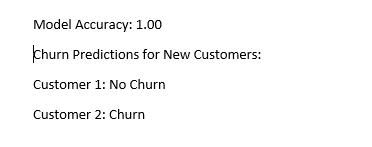 Model Accuracy: 1.00
Churn Predictions for New Customers:
Customer 1: No Churn
Customer 2: Churn